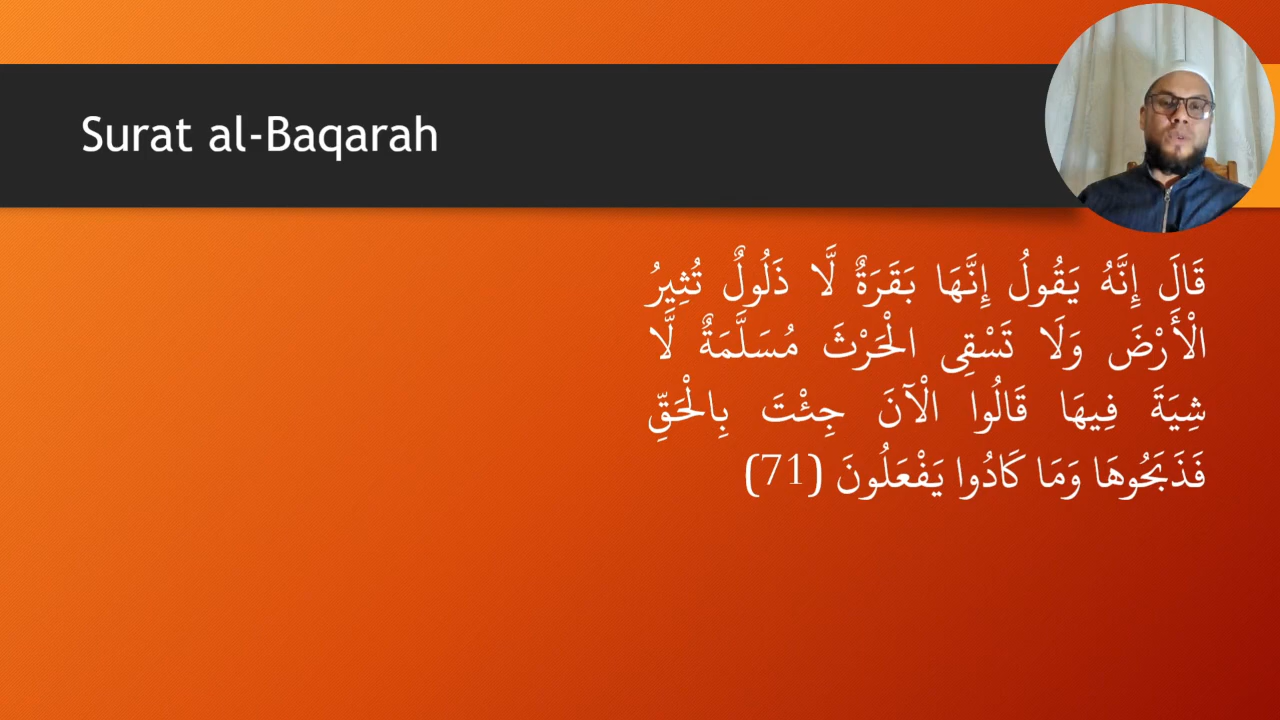 Surat al-Baqarah
قَالَ إِنَّهُ يَقُولُ إِنَّهَا بَقَرَةٌ لَّا ذَلُولٌ تُثِيرُ
الْأَرْضَ وَلَا تَسْقِى الْحَرْثَ مُسَلَّمَةٌ لَّا
شِيَةَ فِيهَا قَالُوا الْآنَ جِئْتَ بِالْحَقِّ
فَذَبَحُوهَا وَمَا كَادُوا يَفْعَلُونَ (71)